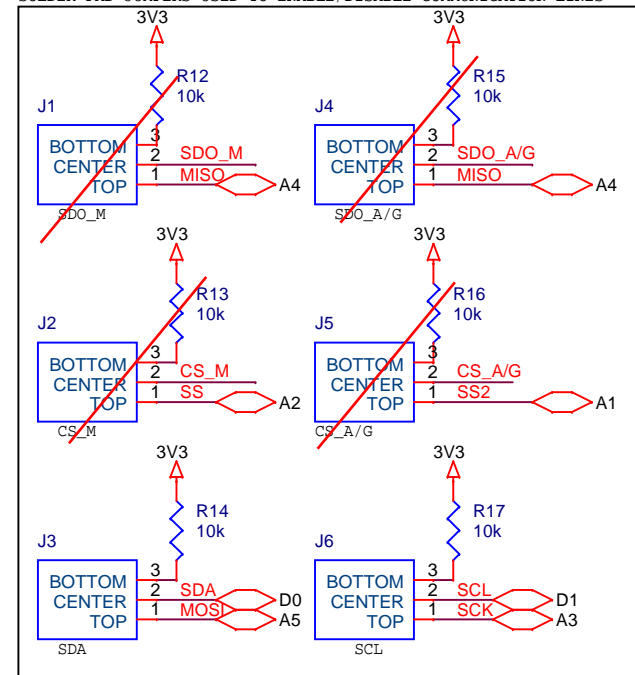 3V3
3V3
R12
10k
R15
10k
J1
J4
BOTTOM 3
CENTER 2 SDO_M
TOP 1 MISO A4
SDO_M
BOTTOM 3
CENTER 2 SDO_A/G
TOP 1 MISO A4
SDO_A/G
3V3
3V3
R13
10k
R16
10k
J2
J5
BOTTOM 3
CENTER 2 CS_M
TOP 1 SS A2
CS_M
BOTTOM 3
CENTER 2 CS_A/G
TOP 1 SS2 A1
CS_A/G
3V3
3V3
R14
10k
R17
10k
J3
J6
BOTTOM 3
CENTER 2 SDA D0
TOP 1 MOSI A5
SDA
BOTTOM 3
CENTER 2 SCL D1
TOP 1 SCK A3
SCL